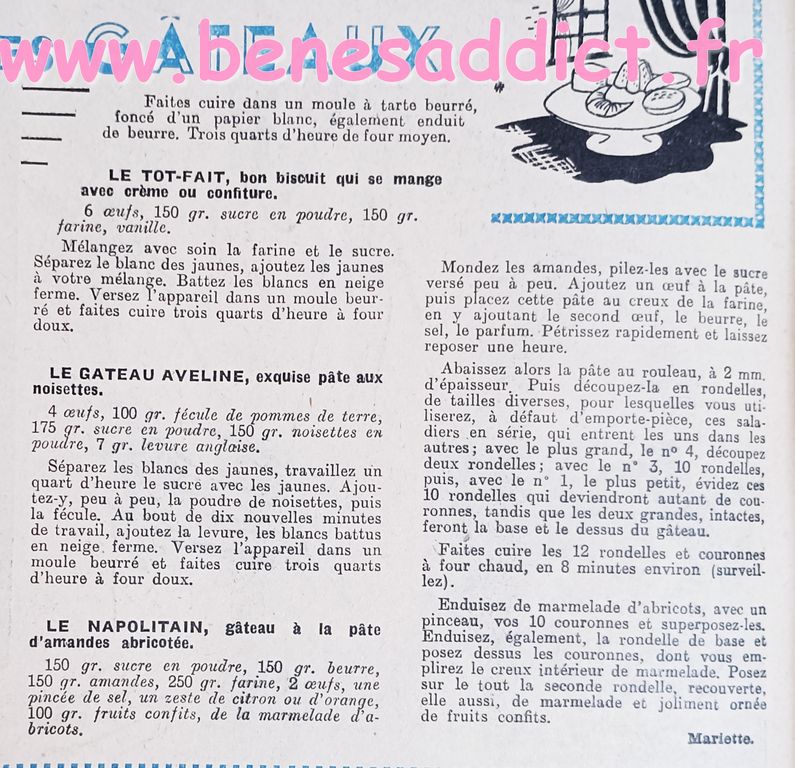 ES GÂTEAUX
www.benesaddict.fr
Faites cuire dans un moule à tarte beurré,
foncé d'un papier blanc, également enduit
de beurre. Trois quarts d'heure de four moyen.
LE TOT-FAIT, bon biscuit qui se mange
avec crème ou confiture.
6 œufs, 150 gr. sucre en poudre, 150 gr.
farine, vanille.
Mélangez avec soin la farine et le sucre.
Séparez le blanc des jaunes, ajoutez les jaunes
à votre mélange. Battez les blancs en neige
ferme. Versez l'appareil dans un moule beur-
ré et faites cuire trois quarts d'heure à four
doux.
LE GATEAU AVELINE, exquise pâte aux
noisettes.
4 œufs, 100 gr. fécule de pommes de terre,
175 gr. sucre en poudre, 150 gr. noisettes en
poudre, 7 gr. levure anglaise.
Séparez les blancs des jaunes, travaillez un
quart d'heure le sucre avec les jaunes. Ajou-
tez-y, peu à peu, la poudre de noisettes, puis
la fécule. Au bout de dix nouvelles minutes
de travail, ajoutez la levure, les blancs battus
en neige ferme. Versez l'appareil dans un
moule beurré et faites cuire trois quarts
d'heure à four doux.
LE NAPOLITAIN, gâteau à la pâte
d'amandes abricotée.
150 gr. sucre en poudre, 150 gr. beurre,
150 gr. amandes, 250 gr. farine, 2 œufs, une
pincée de sel, un zeste de citron ou d'orange,
100 gr. fruits confits, de la marmelade d'a-
bricots.
Mondez les amandes, pilez-les avec le sucre
versé peu à peu. Ajoutez un œuf à la pâte,
puis placez cette pâte au creux de la farine,
en y ajoutant le second œuf, le beurre, le
sel, le parfum. Pétrissez rapidement et laissez
reposer une heure.
Abaissez alors la pâte au rouleau, à 2 mm.
d'épaisseur. Puis découpez-la en rondelles,
de tailles diverses, pour lesquelles vous uti-
liserez, à défaut d'emporte-pièce, ces sala-
diers en série, qui entrent les uns dans les
autres ; avec le plus grand, le n° 4, découpez
deux rondelles ; avec le n° 3, 10 rondelles,
puis, avec le n° 1, le plus petit, évidez ces
10 rondelles qui deviendront autant de cou-
ronnes, tandis que les deux grandes, intactes,
feront la base et le dessus du gâteau.
Faites cuire les 12 rondelles et couronnes
à four chaud, en 8 minutes environ (surveil-
lez).
Enduisez de marmelade d'abricots, avec un
pinceau, vos 10 couronnes et superposez-les.
Enduisez, également, la rondelle de base et
posez dessus les couronnes, dont vous em-
plirez le creux intérieur de marmelade. Posez
sur le tout la seconde rondelle, recouverte,
elle aussi, de marmelade et joliment ornée
de fruits confits.
Mariette.